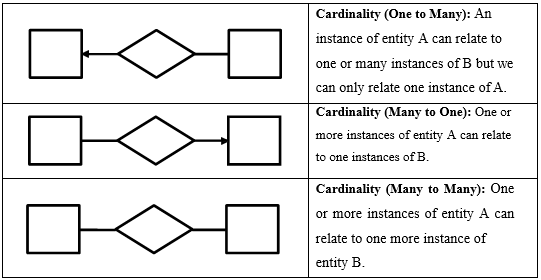 Cardinality (One to Many): An
instance of entity A can relate to
one or many instances of B but we
can only relate one instance of A.
Cardinality (Many to One): One or
more instances of entity A can relate
to one instances of B.
Cardinality (Many to Many): One
or more instances of entity A can
relate to one more instance of
entity B.